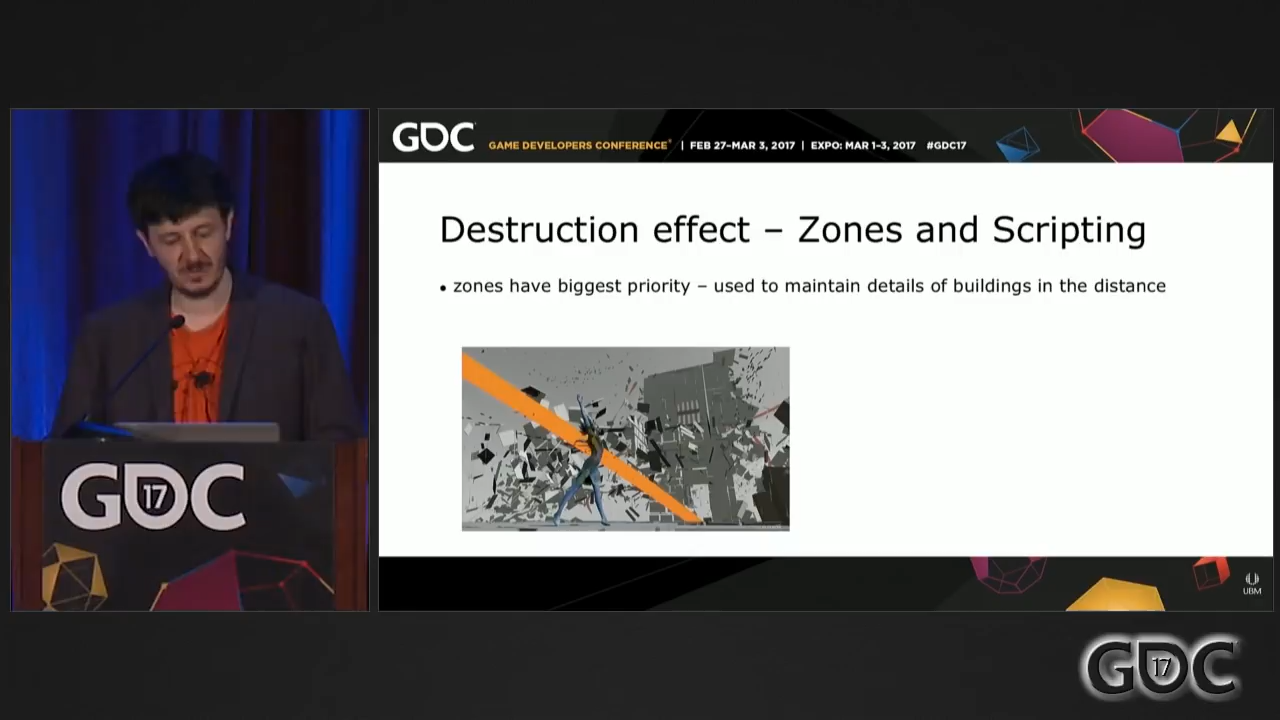 GDC
GAME DEVELOPERS CONFERENCE® | FEB 27–MAR 3, 2017 | EXPO: MAR 1–3, 2017 #GDC17
Destruction effect – Zones and Scripting
• zones have biggest priority – used to maintain details of buildings in the distance
GDC
17
UBM
GDC
17